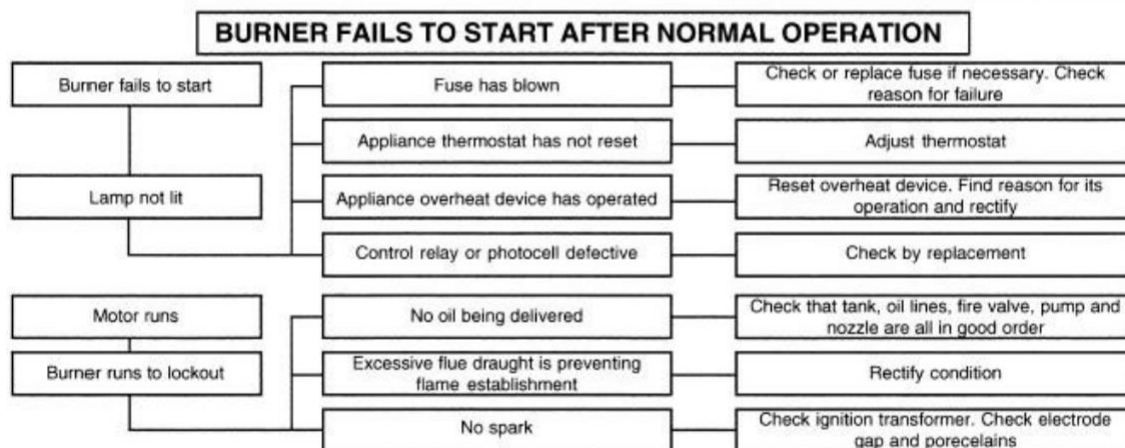 BURNER FAILS TO START AFTER NORMAL OPERATION
Burner fails to start
Fuse has blown
Check or replace fuse if necessary. Check
reason for failure
Appliance thermostat has not reset
Adjust thermostat
Lamp not lit
Appliance overheat device has operated
Reset overheat device. Find reason for its
operation and rectify
Control relay or photocell defective
Check by replacement
Motor runs
No oil being delivered
Check that tank, oil lines, fire valve, pump and
nozzle are all in good order
Burner runs to lockout
Excessive flue draught is preventing
flame establishment
Rectify condition
No spark
Check ignition transformer. Check electrode
gap and porecelains